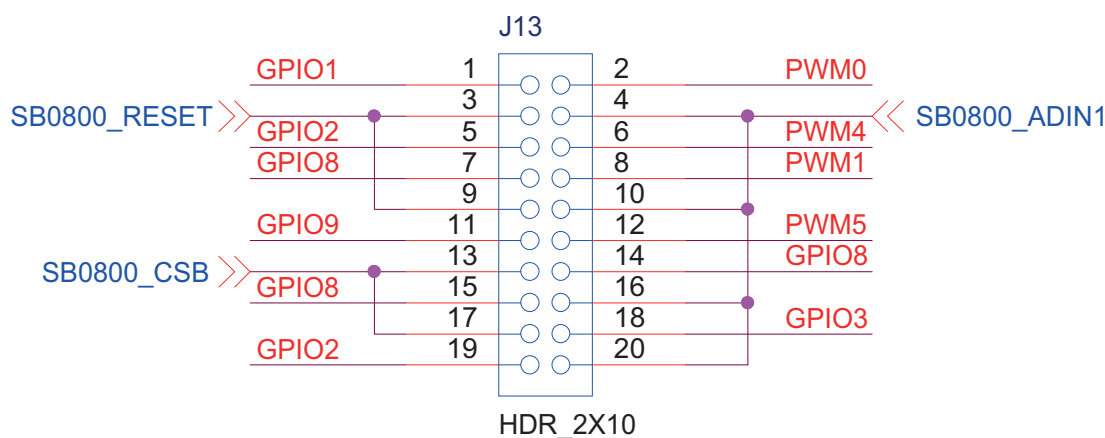 J13
GPIO1 1 2 PWM0
SB0800_RESET 3 4 SB0800_ADIN1
GPIO2 5 6 PWM4
GPIO8 7 8 PWM1
9 10
GPIO9 11 12 PWM5
SB0800_CSB 13 14 GPIO8
GPIO8 15 16
17 18 GPIO3
GPIO2 19 20
HDR_2X10